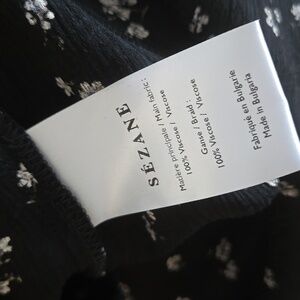 SÉZANE
Matière principale / Main fabric :
100% Viscose / Viscose
Ganse / Braid :
100% Viscose / Viscose
Fabriqué en Bulgarie
Made in Bulgaria